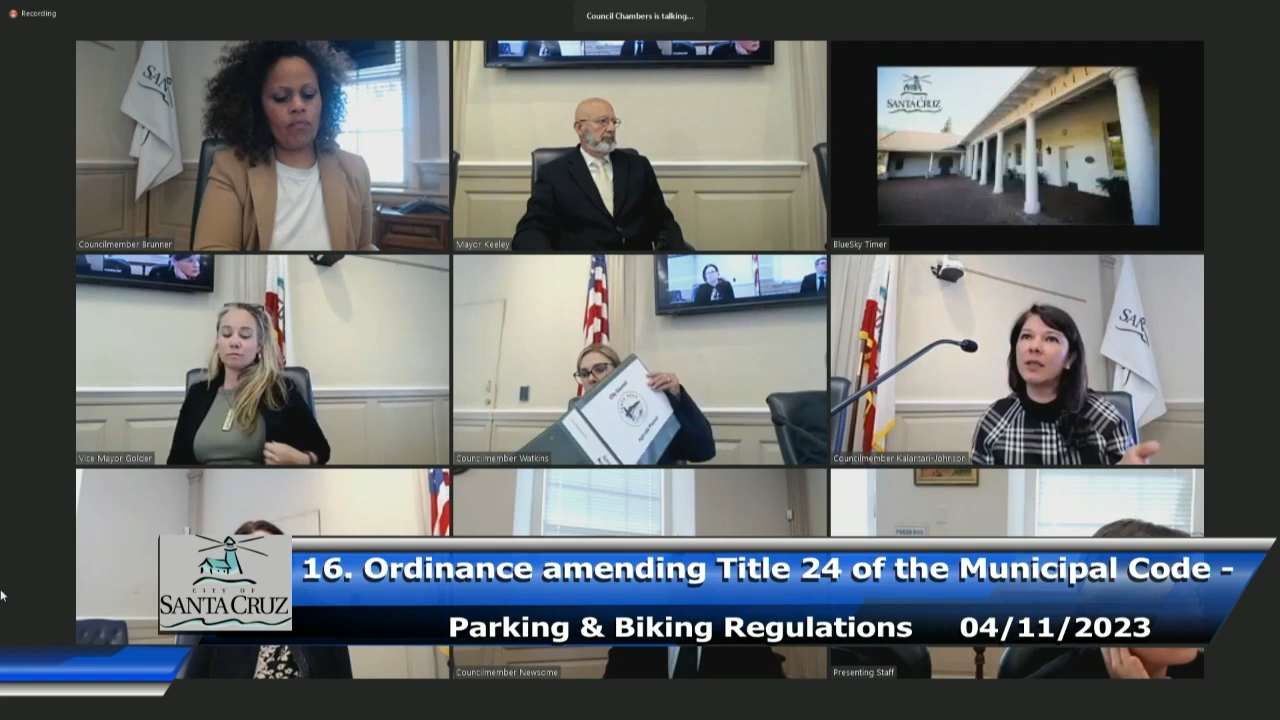 Recording
Council Chambers is talking...
Councilmember Brunner
Mayor Keeley
SANTA CRUZ
BlueSky Timer
Vice Mayor Golder
Councilmember Watkins
Councilmember Kalantari-Johnson
16. Ordinance amending Title 24 of the Municipal Code -
CITY OF
SANTA CRUZ
Parking & Biking Regulations 04/11/2023
Councilmember Newsome
Presenting Staff